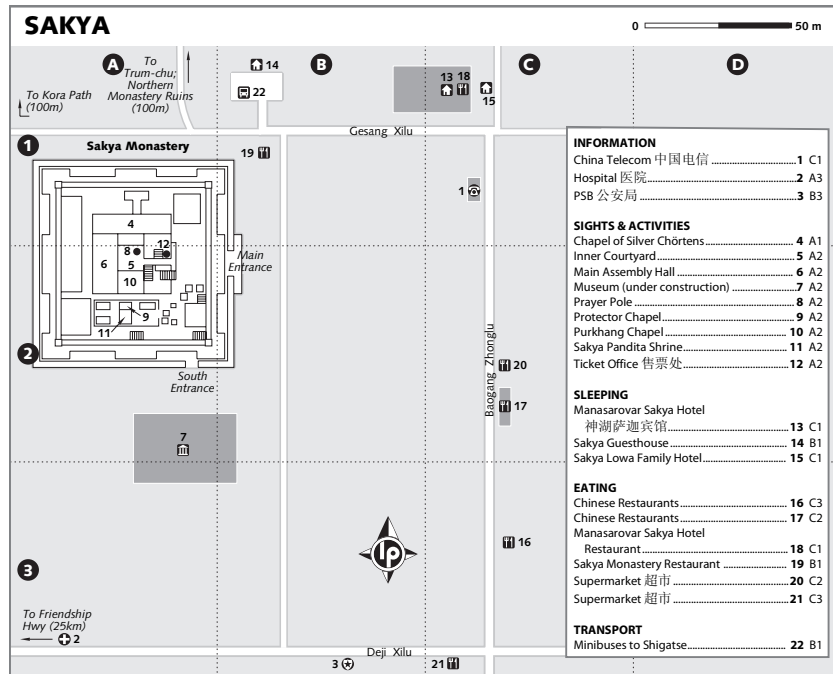 SAKYA
0 50 m
A
B
C
D
1
2
3
To
Trum-chu;
Northern
Monastery Ruins
(100m)
To Kora Path
(100m)
14
22
13 18
15
Gesang Xilu
Sakya Monastery
19
1
4
8
12
6
5
10
9
11
Main
Entrance
South
Entrance
Baogang Zhonglu
20
17
7
16
lp
To Friendship
Hwy (25km)
2
Deji Xilu
3
21
INFORMATION
China Telecom 中国电信 ..............................1 C1
Hospital 医院..............................2 A3
PSB 公安局..............................3 B3
SIGHTS & ACTIVITIES
Chapel of Silver Chörtens..............................4 A1
Inner Courtyard..............................5 A2
Main Assembly Hall ..............................6 A2
Museum (under construction) ..............................7 A2
Prayer Pole ..............................8 A2
Protector Chapel..............................9 A2
Purkhang Chapel..............................10 A2
Sakya Pandita Shrine..............................11 A2
Ticket Office 售票处..............................12 A2
SLEEPING
Manasarovar Sakya Hotel
神湖萨迦宾馆..............................13 C1
Sakya Guesthouse..............................14 B1
Sakya Lowa Family Hotel..............................15 C1
EATING
Chinese Restaurants..............................16 C3
Chinese Restaurants..............................17 C2
Manasarovar Sakya Hotel
Restaurant..............................18 C1
Sakya Monastery Restaurant ..............................19 B1
Supermarket 超市 ..............................20 C2
Supermarket 超市 ..............................21 C3
TRANSPORT
Minibuses to Shigatse..............................22 B1